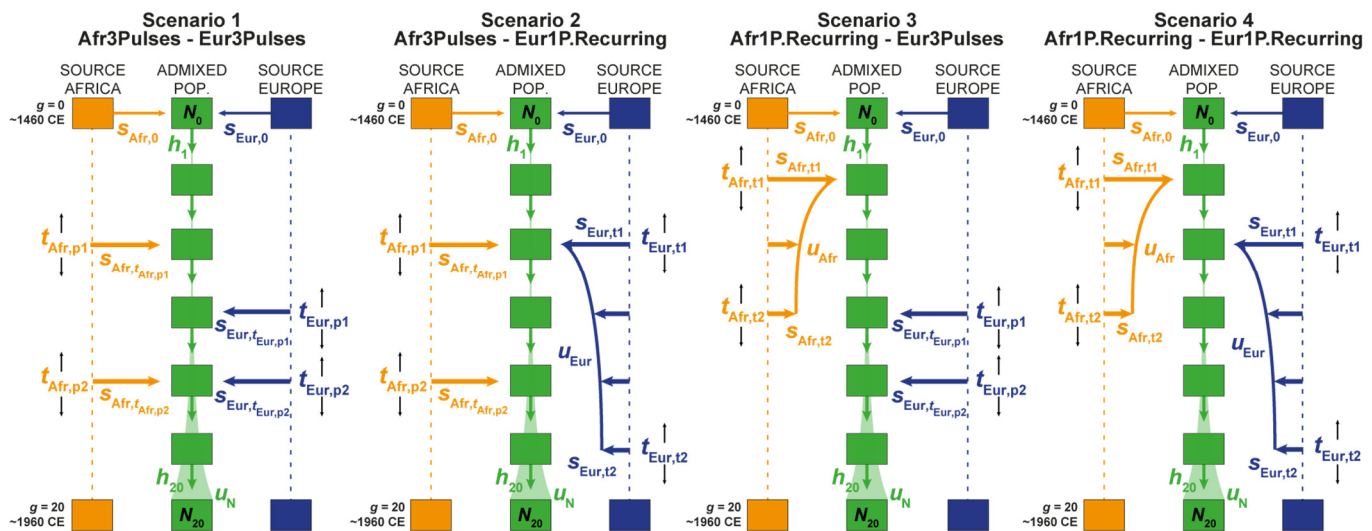 Scenario 1
Afr3Pulses - Eur3Pulses
SOURCE AFRICA
ADMIXED POP.
SOURCE EUROPE
g = 0
~1460 CE
N0
sAfr,0
sEur,0
h1
tAfr,p1
sAfr,tAfr,p1
sEur,tEur,p1
tEur,p1
tAfr,p2
sAfr,tAfr,p2
sEur,tEur,p2
tEur,p2
h20
uN
g = 20
~1960 CE
N20
Scenario 2
Afr3Pulses - Eur1P.Recurring
SOURCE AFRICA
ADMIXED POP.
SOURCE EUROPE
g = 0
~1460 CE
N0
sAfr,0
sEur,0
h1
tAfr,p1
sAfr,tAfr,p1
sEur,t1
tEur,t1
uEur
tAfr,p2
sAfr,tAfr,p2
tEur,t2
sEur,t2
h20
uN
g = 20
~1960 CE
N20
Scenario 3
Afr1P.Recurring - Eur3Pulses
SOURCE AFRICA
ADMIXED POP.
SOURCE EUROPE
g = 0
~1460 CE
N0
sAfr,0
sEur,0
h1
tAfr,t1
sAfr,t1
uAfr
tAfr,t2
sAfr,t2
sEur,tEur,p1
tEur,p1
sEur,tEur,p2
tEur,p2
h20
uN
g = 20
~1960 CE
N20
Scenario 4
Afr1P.Recurring - Eur1P.Recurring
SOURCE AFRICA
ADMIXED POP.
SOURCE EUROPE
g = 0
~1460 CE
N0
sAfr,0
sEur,0
h1
tAfr,t1
sAfr,t1
uAfr
sEur,t1
tEur,t1
tAfr,t2
sAfr,t2
uEur
tEur,t2
sEur,t2
h20
uN
g = 20
~1960 CE
N20